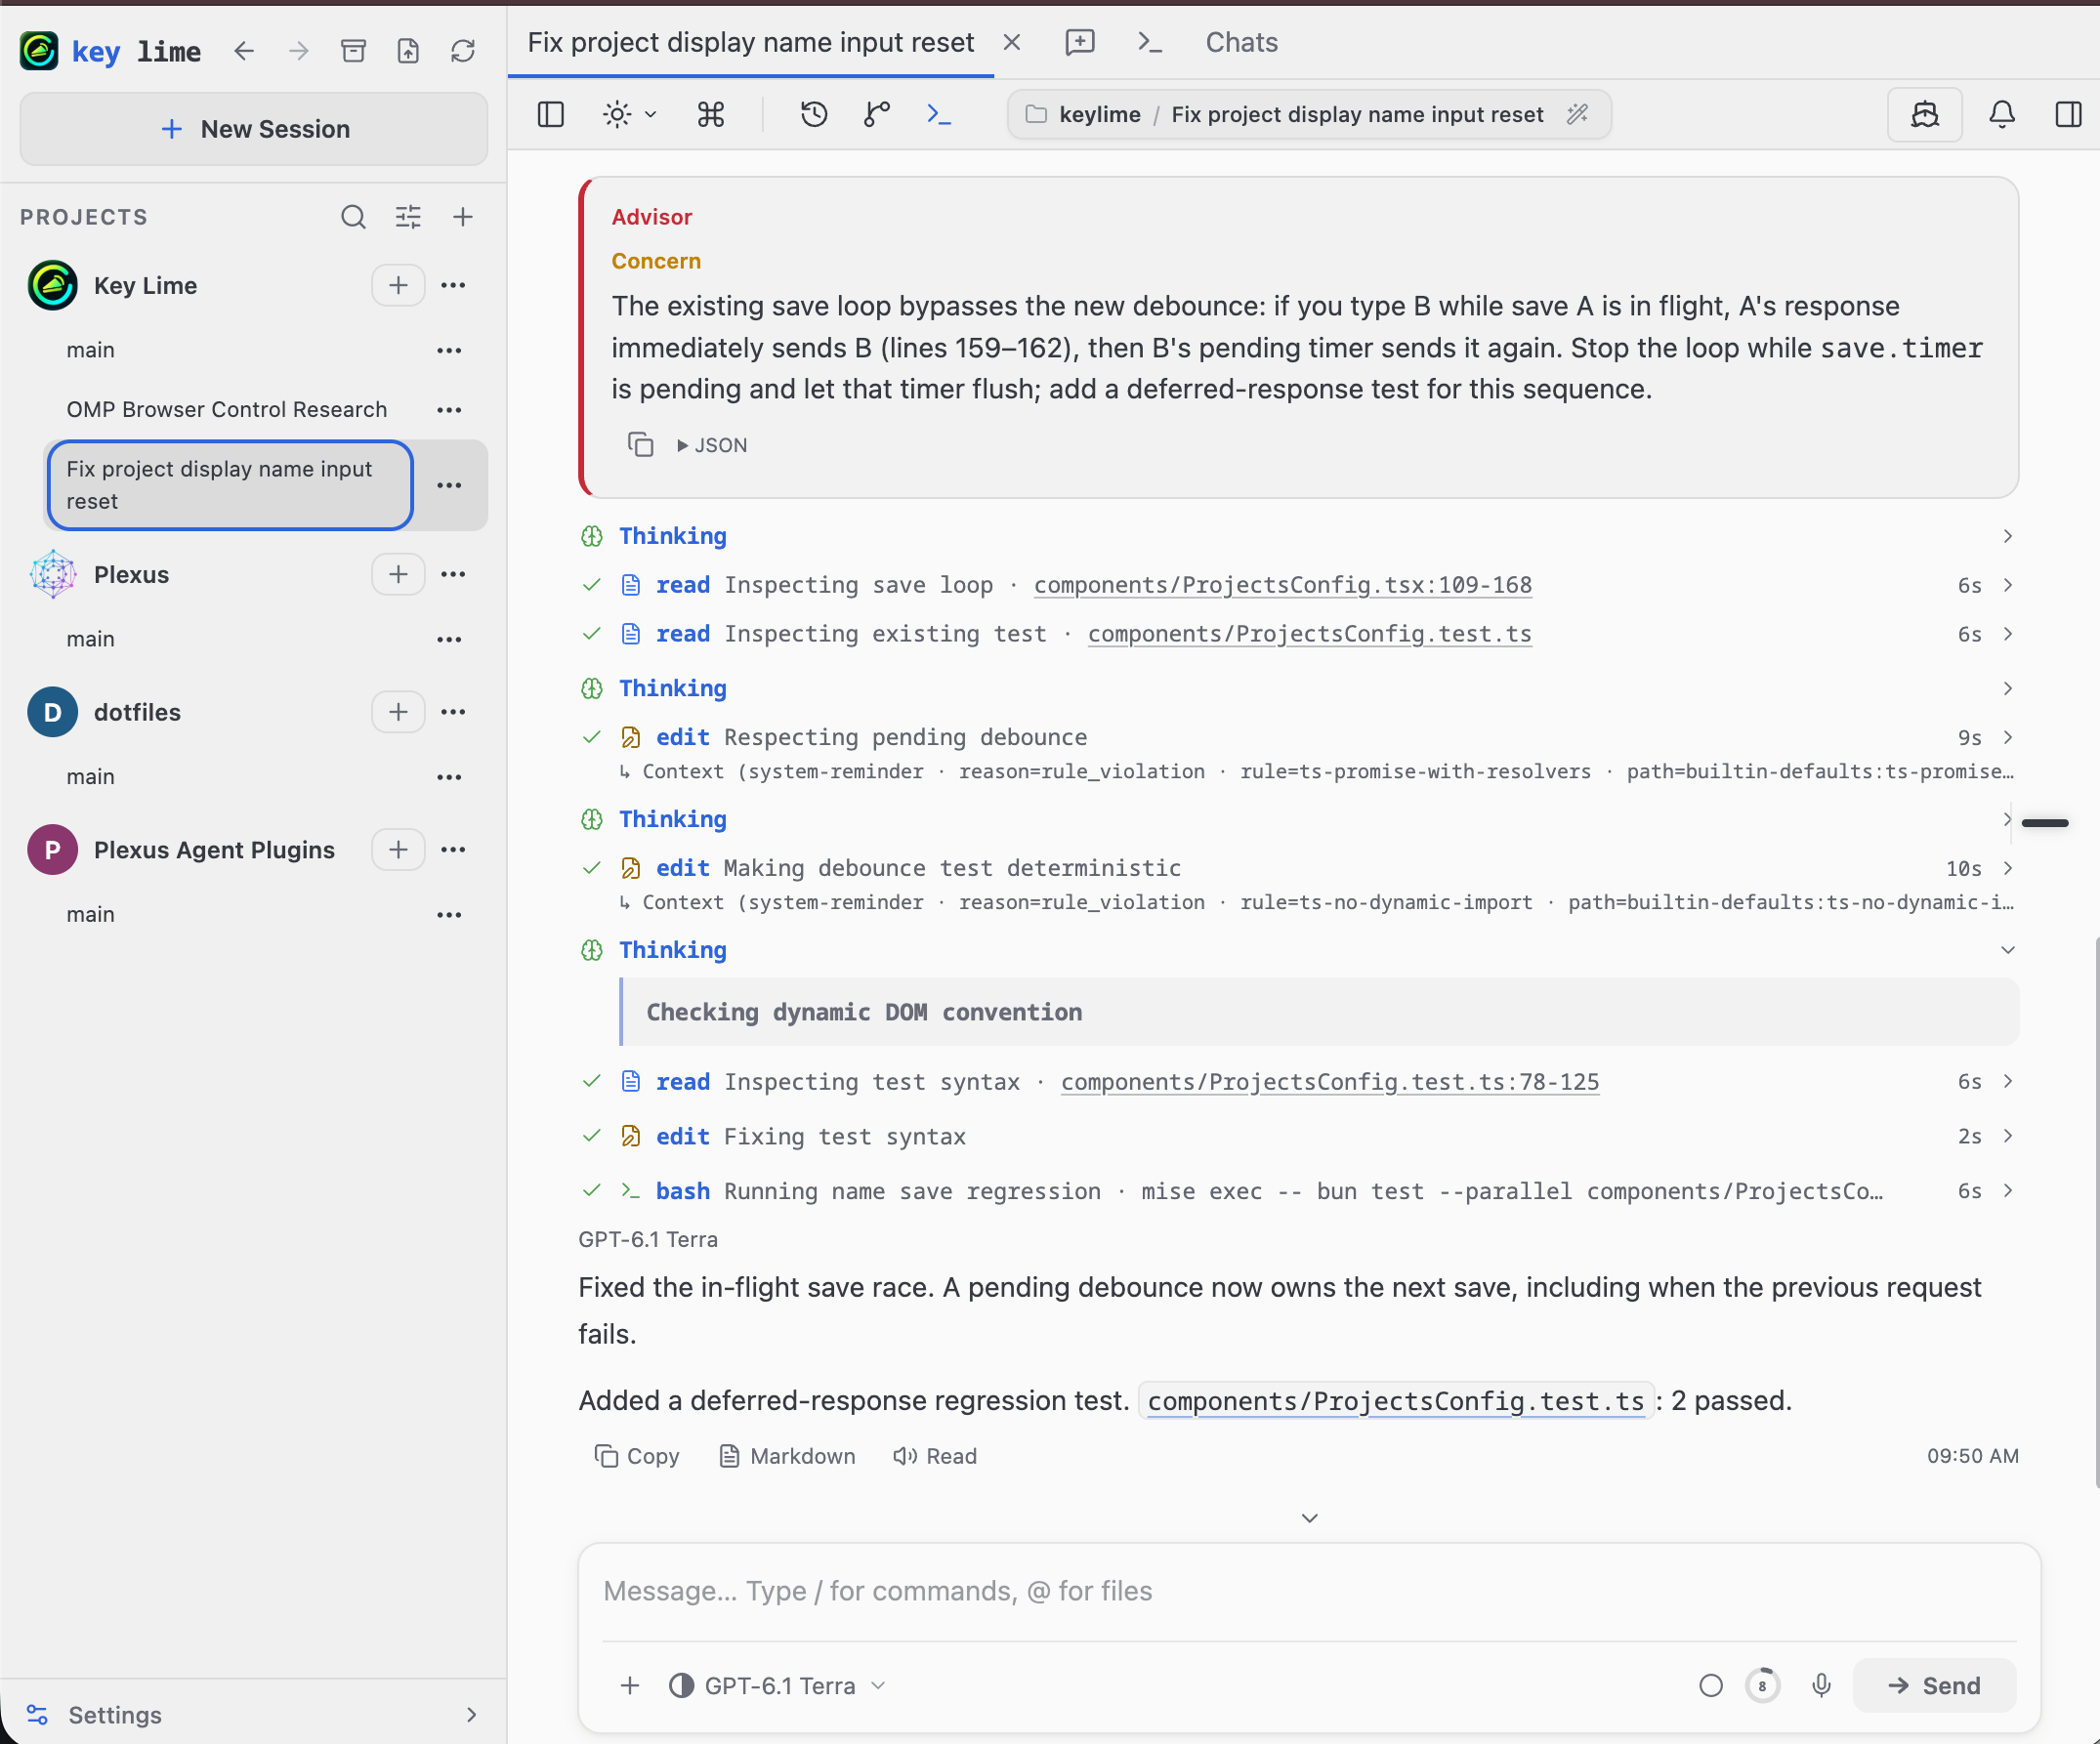 key lime
Fix project display name input reset
Chats
New Session
keylime / Fix project display name input reset
PROJECTS
Key Lime
main
OMP Browser Control Research
Fix project display name input
reset
Plexus
main
D
dotfiles
main
P
Plexus Agent Plugins
main
Settings
Advisor
Concern
The existing save loop bypasses the new debounce: if you type B while save A is in flight, A's response
immediately sends B (lines 159–162), then B's pending timer sends it again. Stop the loop while save.timer
is pending and let that timer flush; add a deferred-response test for this sequence.
JSON
Thinking
read Inspecting save loop · components/ProjectsConfig.tsx:109-168 6s
read Inspecting existing test · components/ProjectsConfig.test.ts 6s
Thinking
edit Respecting pending debounce 9s
↳ Context (system-reminder · reason=rule_violation · rule=ts-promise-with-resolvers · path=builtin-defaults:ts-promise…
Thinking
edit Making debounce test deterministic 10s
↳ Context (system-reminder · reason=rule_violation · rule=ts-no-dynamic-import · path=builtin-defaults:ts-no-dynamic-i…
Thinking
Checking dynamic DOM convention
read Inspecting test syntax · components/ProjectsConfig.test.ts:78-125 6s
edit Fixing test syntax 2s
bash Running name save regression · mise exec -- bun test --parallel components/ProjectsCo… 6s
GPT-6.1 Terra
Fixed the in-flight save race. A pending debounce now owns the next save, including when the previous request
fails.
Added a deferred-response regression test. components/ProjectsConfig.test.ts: 2 passed.
Copy Markdown Read 09:50 AM
Message... Type / for commands, @ for files
GPT-6.1 Terra 8 Send